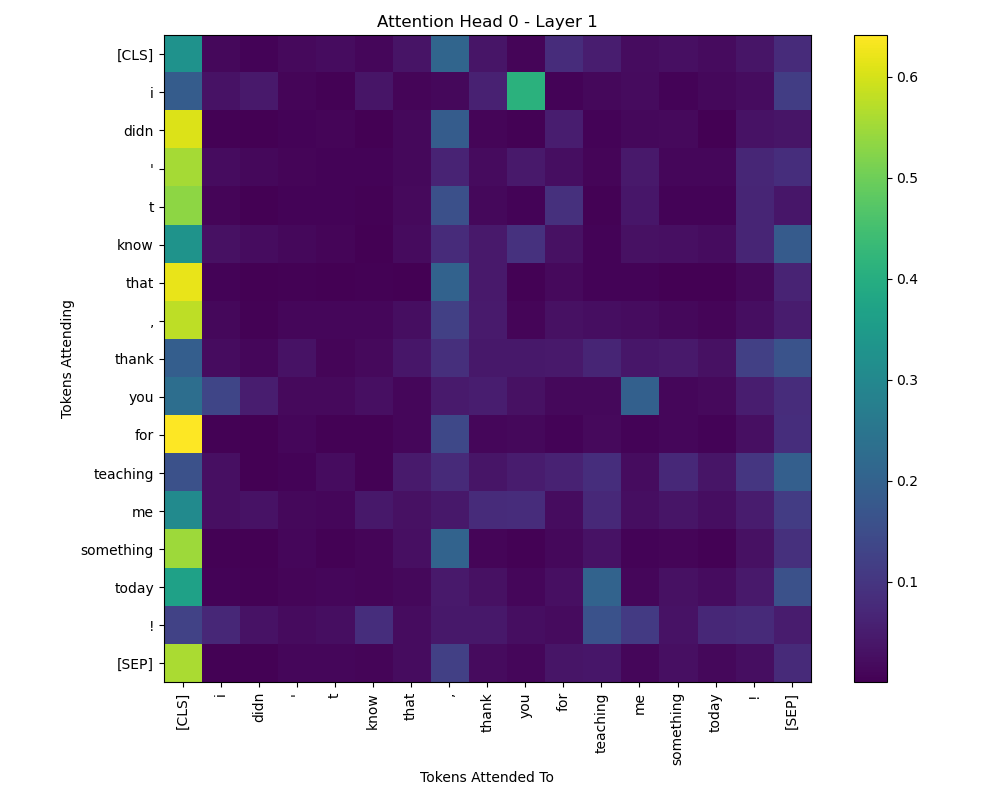 Attention Head 0 - Layer 1
[CLS]
i
didn
'
t
know
that
,
thank
you
for
teaching
me
something
today
!
[SEP]
Tokens Attending
[CLS]
i
didn
'
t
know
that
,
thank
you
for
teaching
me
something
today
!
[SEP]
Tokens Attended To
0.6
0.5
0.4
0.3
0.2
0.1